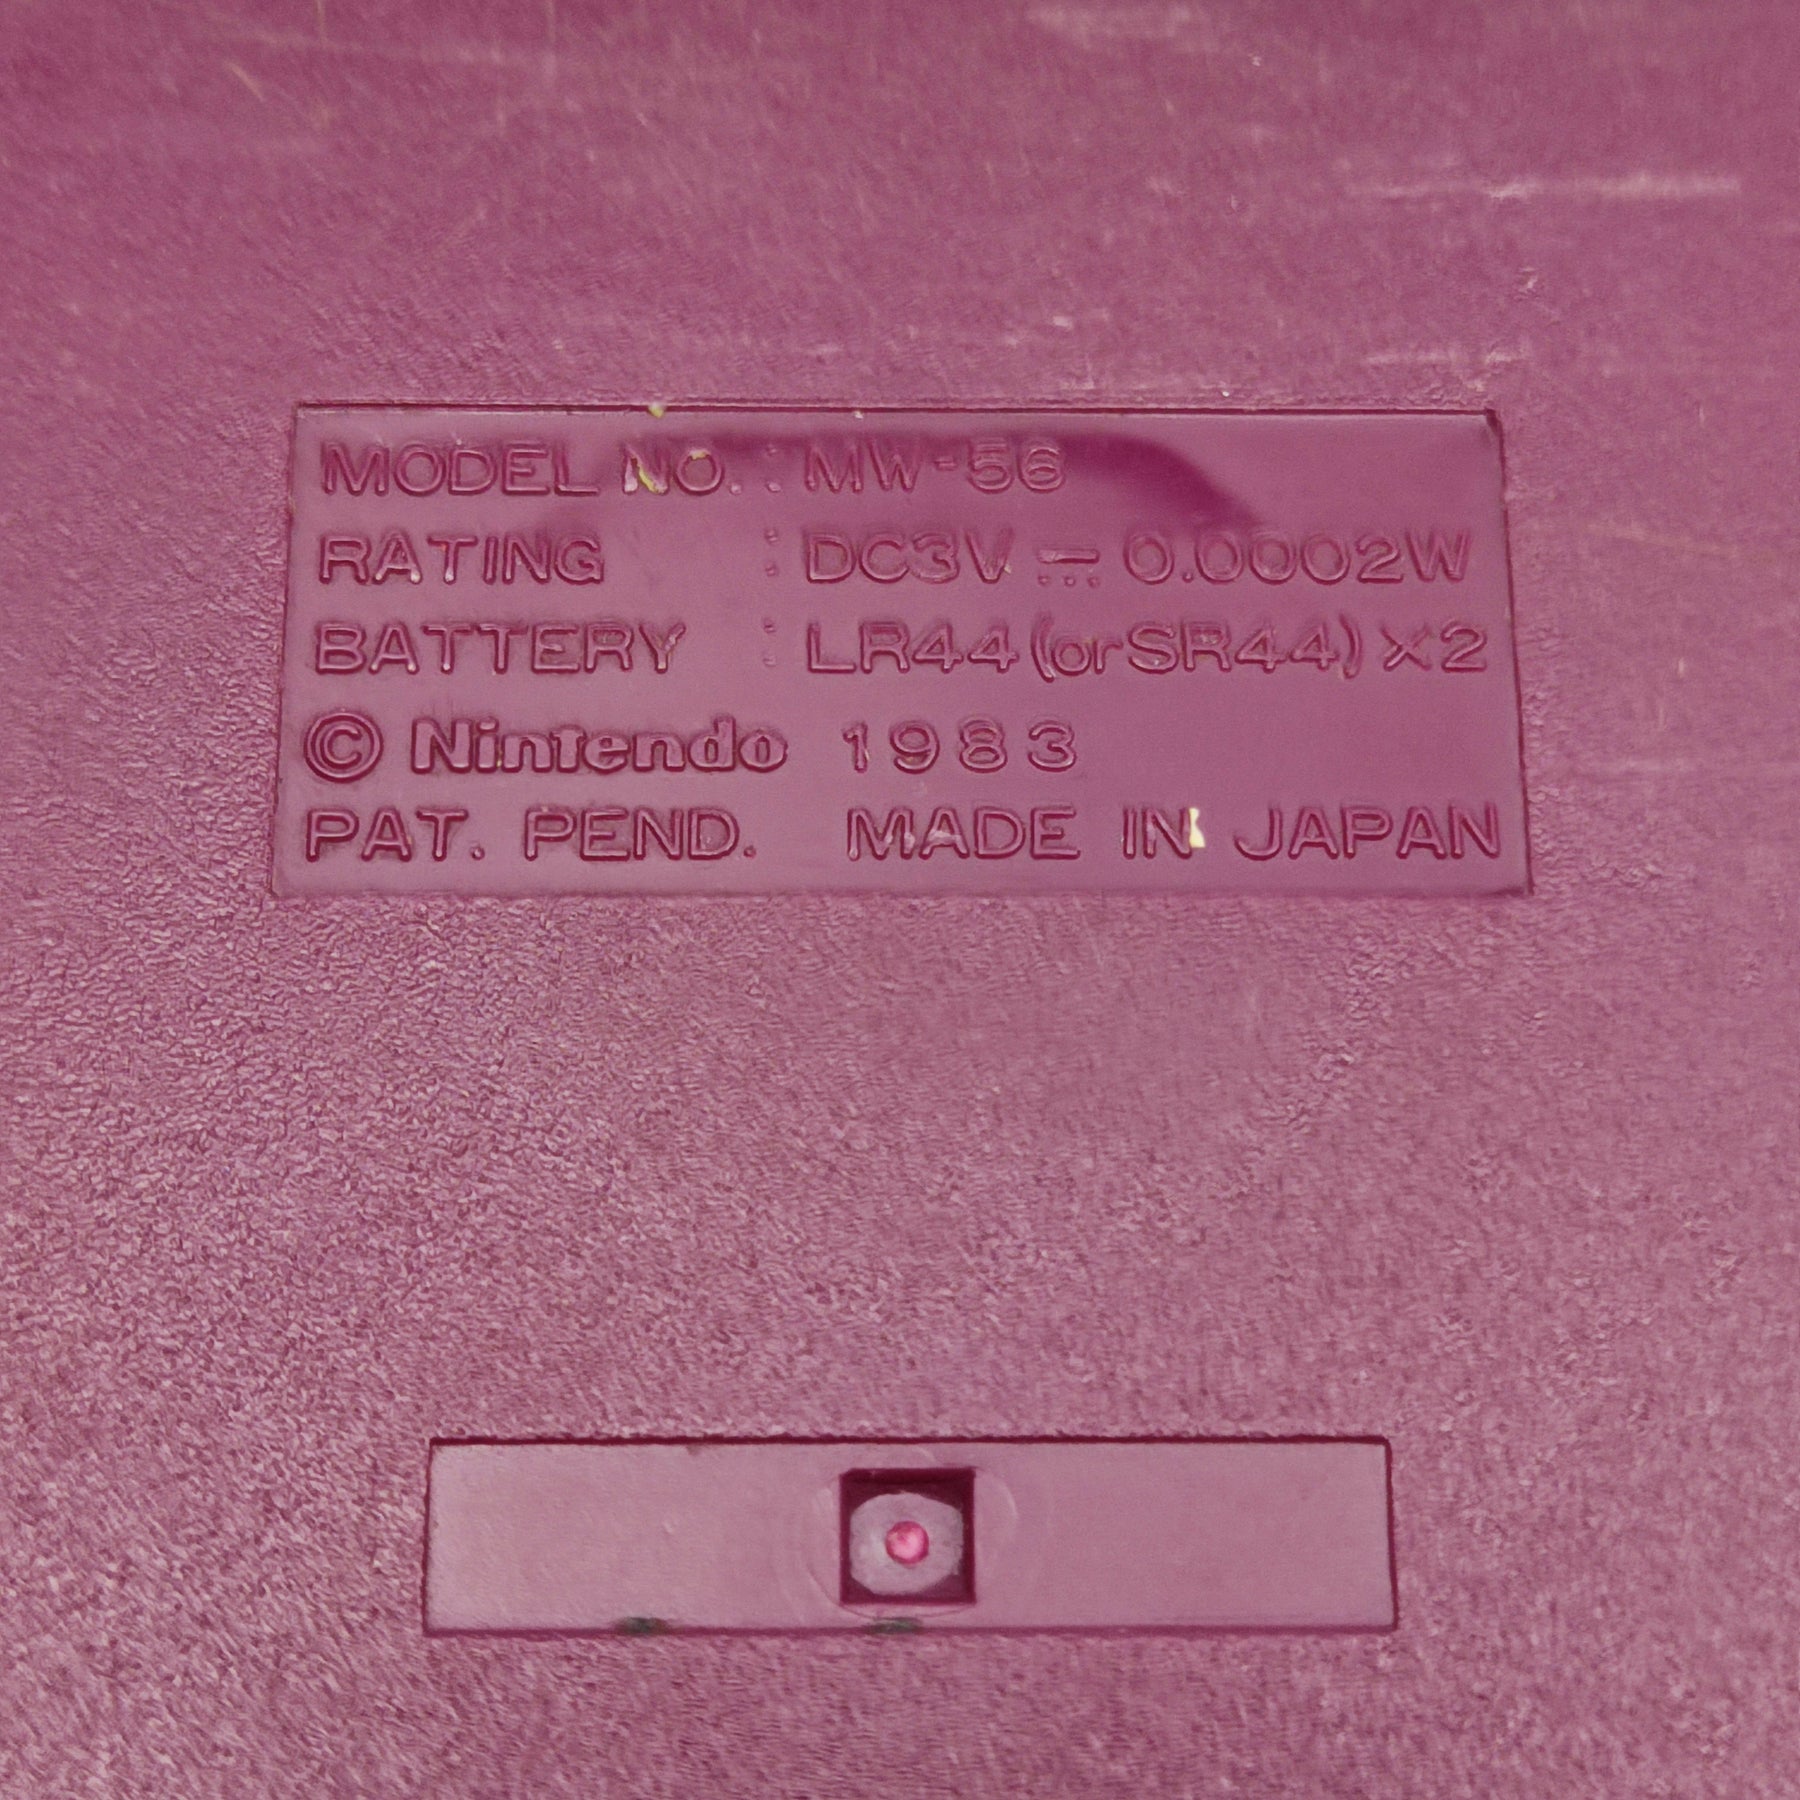 MODEL NO. : MW-56
RATING : DC3V ⎓ 0.0002W
BATTERY : LR44 (or SR44) ×2
© Nintendo 1983
PAT. PEND. MADE IN JAPAN